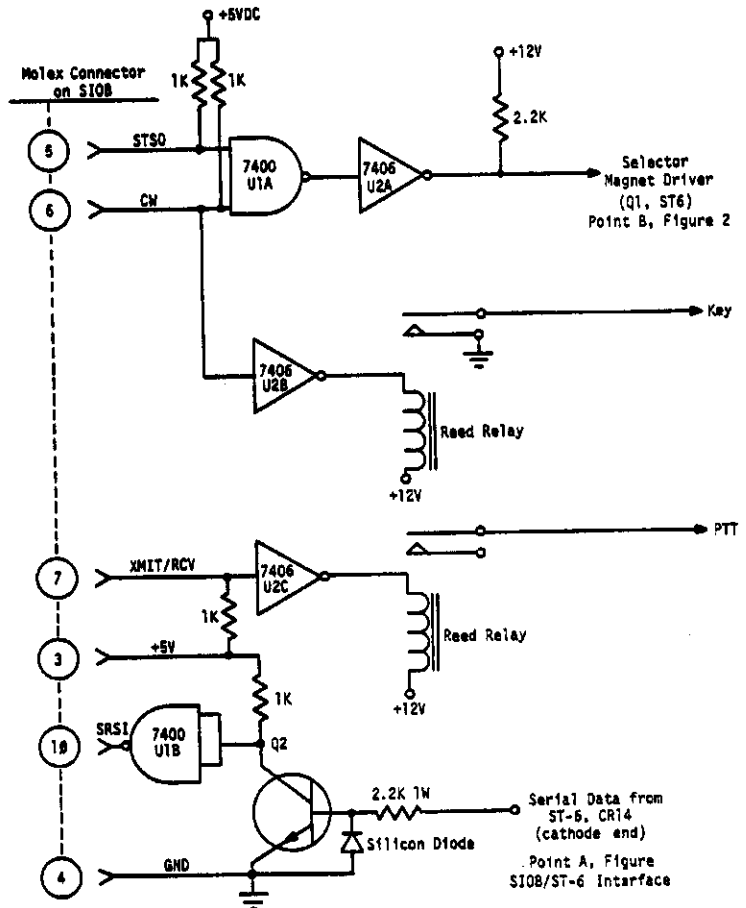 +5VDC
Molex Connector
on SIOB
1K
1K
+12V
2.2K
5
STSO
7400
U1A
7406
U2A
Selector
Magnet Driver
(Q1, ST6)
Point B, Figure 2
6
CW
Key
7406
U2B
Reed Relay
+12V
PTT
7
XMIT/RCV
7406
U2C
1K
3
+5V
Reed Relay
1K
+12V
10
SRSI
7400
U1B
Q2
2.2K 1W
Serial Data from
ST-6, CR14
(cathode end)
Silicon Diode
Point A, Figure
SIOB/ST-6 Interface
4
GND